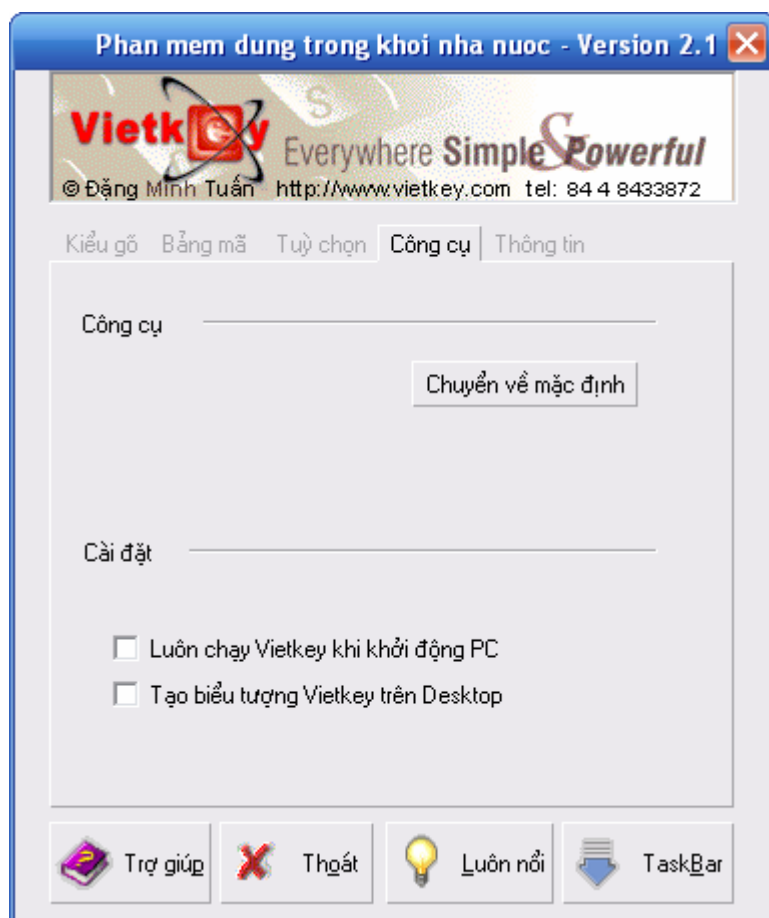 Phan mem dung trong khoi nha nuoc - Version 2.1
Vietkey Everywhere Simple & Powerful
© Đặng Minh Tuấn http://www.vietkey.com tel: 84 4 8433872
Kiểu gõ Bảng mã Tuỳ chọn Công cụ Thông tin
Công cụ
Chuyển về mặc định
Cài đặt
Luôn chạy Vietkey khi khởi động PC
Tạo biểu tượng Vietkey trên Desktop
Trợ giúp Thoát Luôn nổi TaskBar